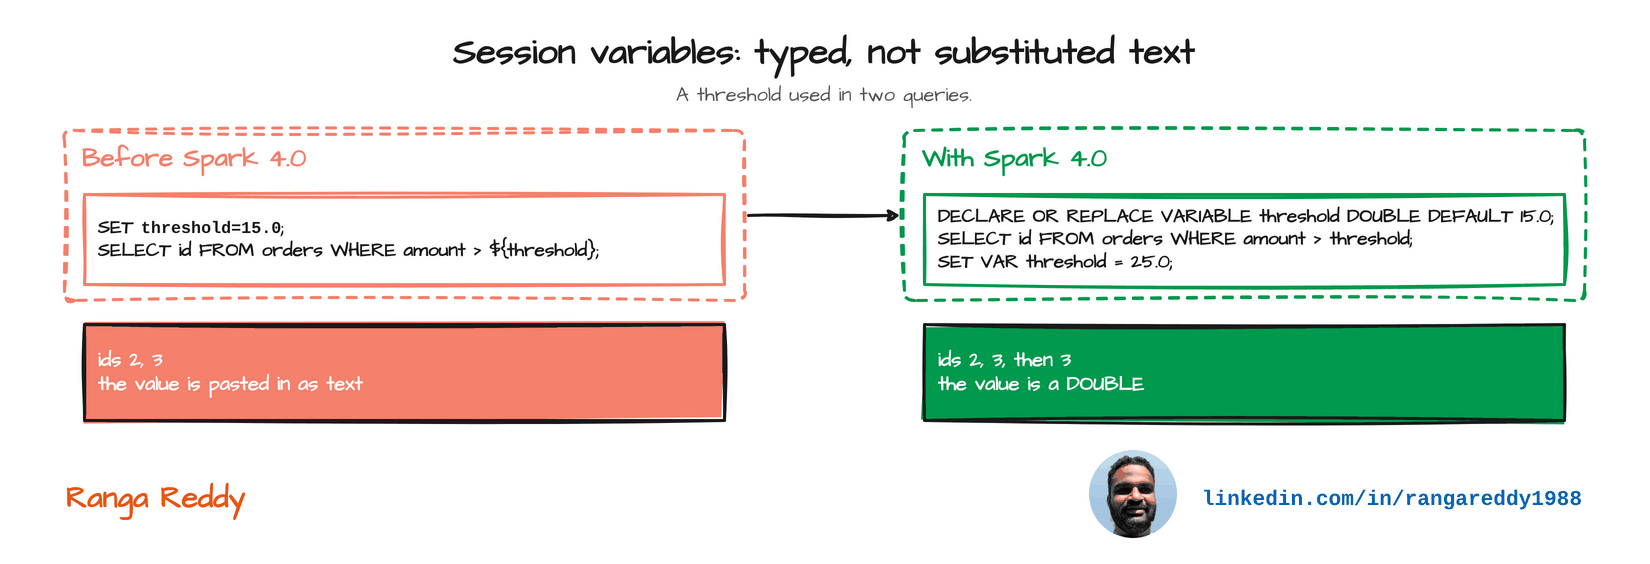 Session variables: typed, not substituted text
A threshold used in two queries.
Before Spark 4.0
SET threshold=15.0;
SELECT id FROM orders WHERE amount > ${threshold};
ids 2, 3
the value is pasted in as text
With Spark 4.0
DECLARE OR REPLACE VARIABLE threshold DOUBLE DEFAULT 15.0;
SELECT id FROM orders WHERE amount > threshold;
SET VAR threshold = 25.0;
ids 2, 3, then 3
the value is a DOUBLE
Ranga Reddy
linkedin.com/in/rangareddy1988